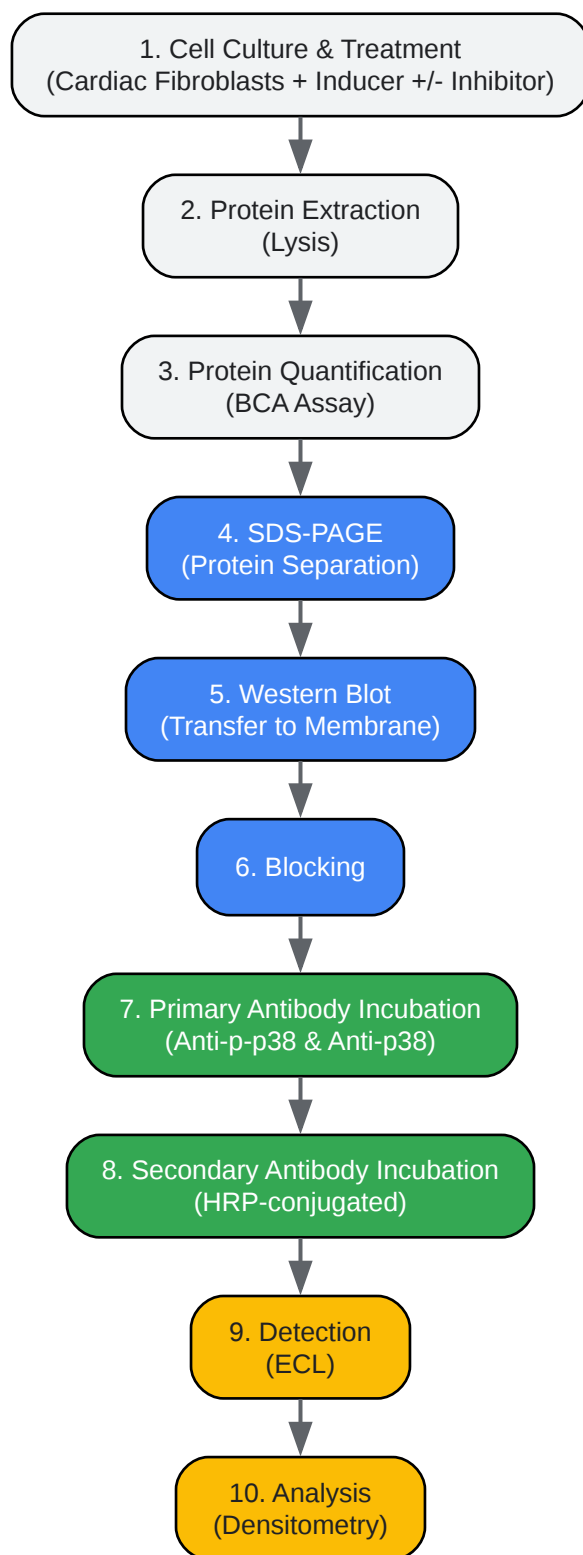 1. Cell Culture & Treatment
(Cardiac Fibroblasts + Inducer +/- Inhibitor)
2. Protein Extraction
(Lysis)
3. Protein Quantification
(BCA Assay)
4. SDS-PAGE
(Protein Separation)
5. Western Blot
(Transfer to Membrane)
6. Blocking
7. Primary Antibody Incubation
(Anti-p-p38 & Anti-p38)
8. Secondary Antibody Incubation
(HRP-conjugated)
9. Detection
(ECL)
10. Analysis
(Densitometry)